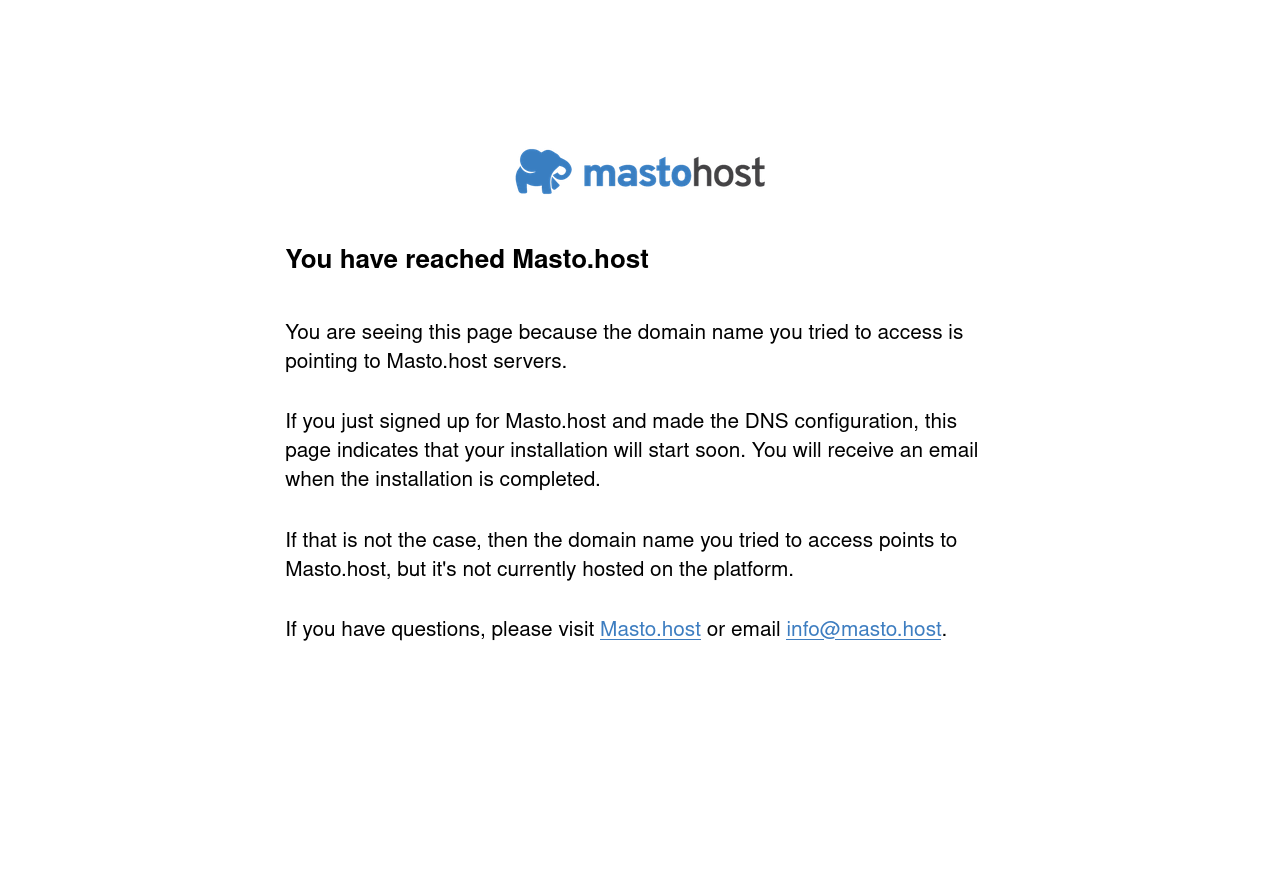 mastohost
You have reached Masto.host
You are seeing this page because the domain name you tried to access is
pointing to Masto.host servers.
If you just signed up for Masto.host and made the DNS configuration, this
page indicates that your installation will start soon. You will receive an email
when the installation is completed.
If that is not the case, then the domain name you tried to access points to
Masto.host, but it's not currently hosted on the platform.
If you have questions, please visit Masto.host or email info@masto.host.